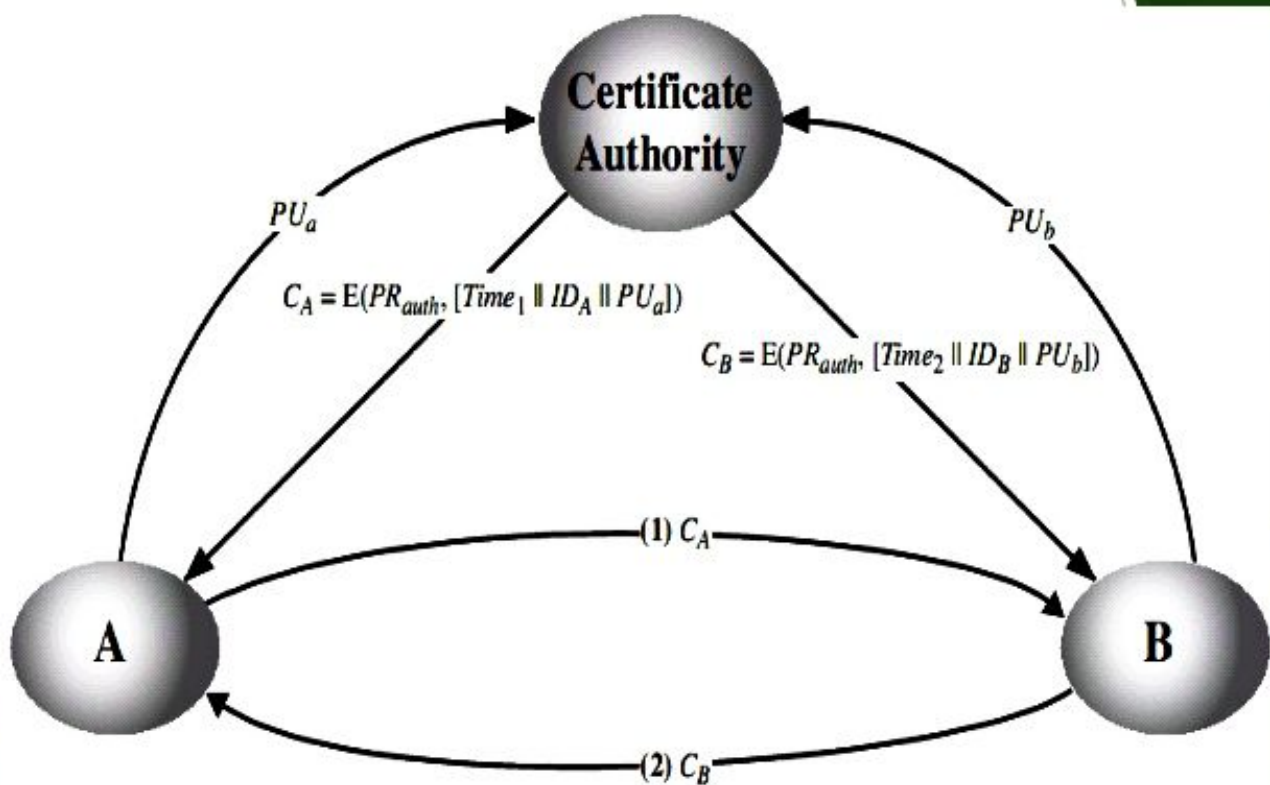 Certificate
Authority
PUa
PUb
CA = E(PRauth, [Time1 || IDA || PUa])
CB = E(PRauth, [Time2 || IDB || PUb])
(1) CA
A
B
(2) CB